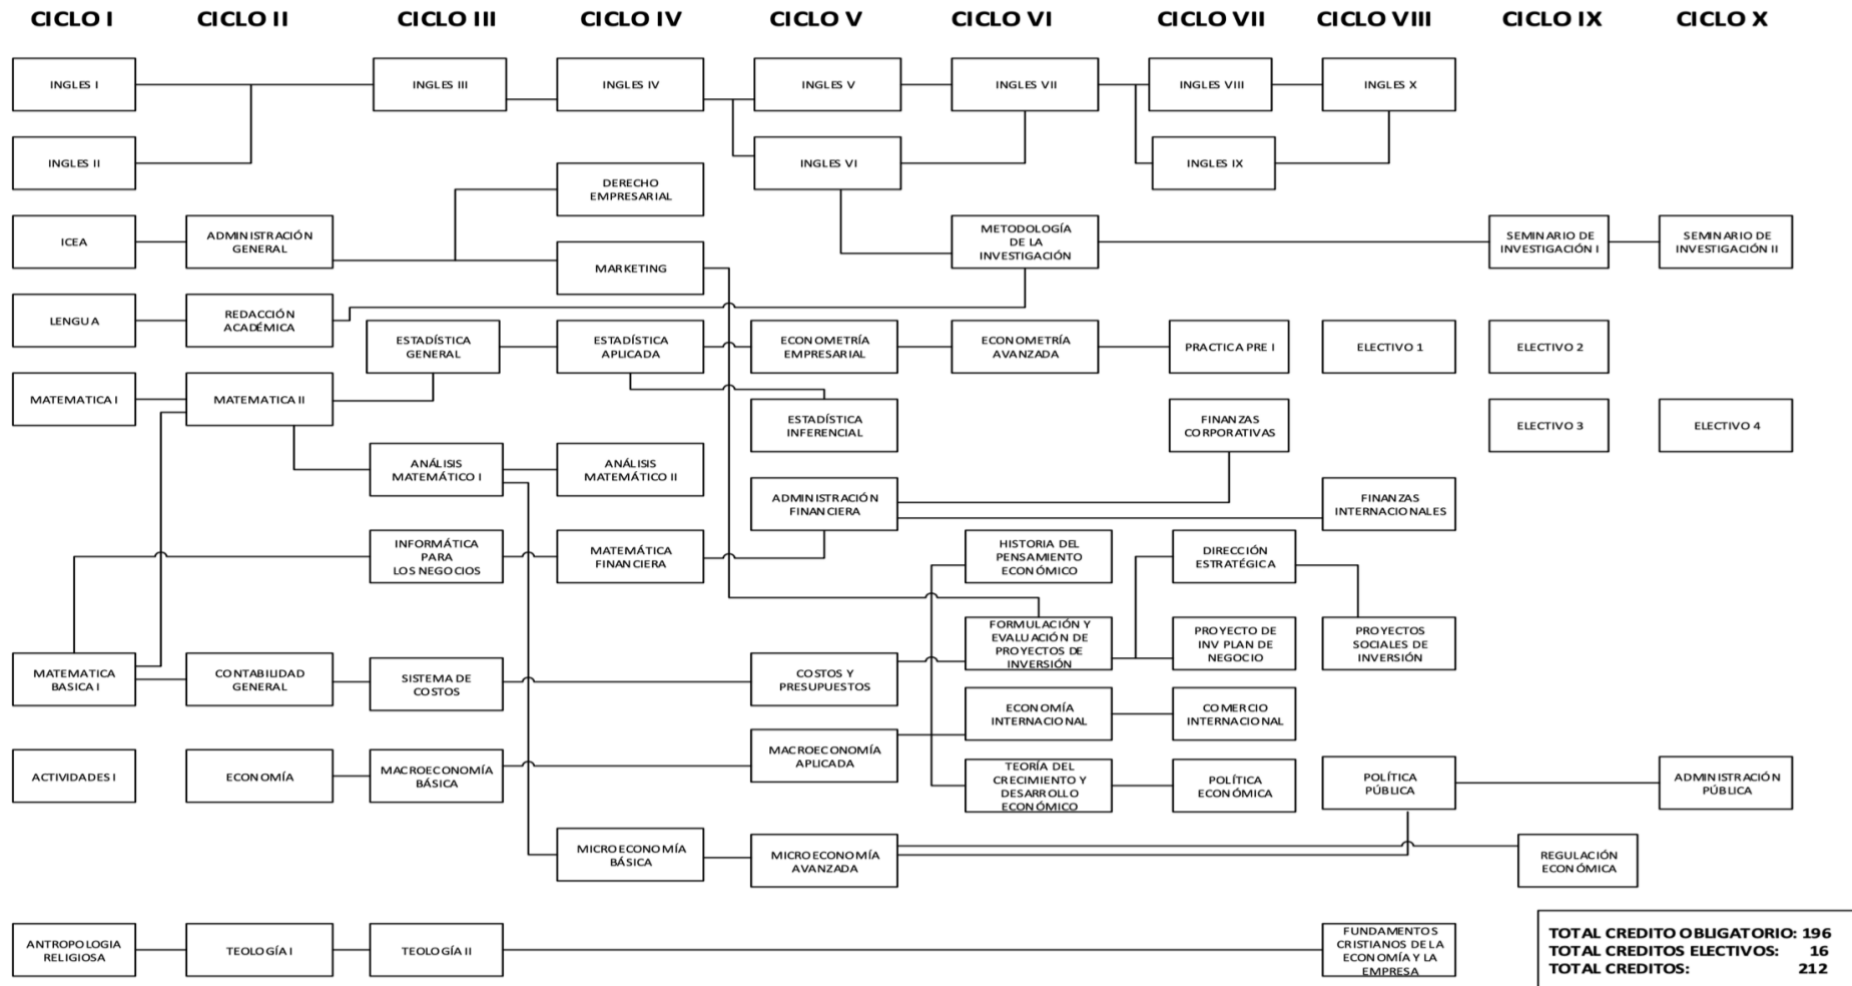 CICLO I
CICLO II
CICLO III
CICLO IV
CICLO V
CICLO VI
CICLO VII
CICLO VIII
CICLO IX
CICLO X
INGLES I
INGLES III
INGLES IV
INGLES V
INGLES VII
INGLES VIII
INGLES X
INGLES II
INGLES VI
INGLES IX
DERECHO
EMPRESARIAL
ICEA
ADMINISTRACIÓN
GENERAL
MARKETING
METODOLOGÍA
DE LA
INVESTIGACIÓN
SEMINARIO DE
INVESTIGACIÓN I
SEMINARIO DE
INVESTIGACIÓN II
LENGUA
REDACCIÓN
ACADÉMICA
ESTADÍSTICA
GENERAL
ESTADÍSTICA
APLICADA
ECONOMETRÍA
EMPRESARIAL
ECONOMETRÍA
AVANZADA
PRACTICA PRE I
ELECTIVO 1
ELECTIVO 2
MATEMATICA I
MATEMATICA II
ESTADÍSTICA
INFERENCIAL
FINANZAS
CORPORATIVAS
ELECTIVO 3
ELECTIVO 4
ANÁLISIS
MATEMÁTICO I
ANÁLISIS
MATEMÁTICO II
ADMINISTRACIÓN
FINANCIERA
FINANZAS
INTERNACIONALES
INFORMÁTICA
PARA
LOS NEGOCIOS
MATEMÁTICA
FINANCIERA
HISTORIA DEL
PENSAMIENTO
ECONÓMICO
DIRECCIÓN
ESTRATÉGICA
MATEMATICA
BASICA I
CONTABILIDAD
GENERAL
SISTEMA DE
COSTOS
COSTOS Y
PRESUPUESTOS
FORMULACIÓN Y
EVALUACIÓN DE
PROYECTOS DE
INVERSIÓN
PROYECTO DE
INV PLAN DE
NEGOCIO
PROYECTOS
SOCIALES DE
INVERSIÓN
ECONOMÍA
INTERNACIONAL
COMERCIO
INTERNACIONAL
ACTIVIDADES I
ECONOMÍA
MACROECONOMÍA
BÁSICA
MACROECONOMÍA
APLICADA
TEORÍA DEL
CRECIMIENTO Y
DESARROLLO
ECONÓMICO
POLÍTICA
ECONÓMICA
POLÍTICA
PÚBLICA
ADMINISTRACIÓN
PÚBLICA
MICROECONOMÍA
BÁSICA
MICROECONOMÍA
AVANZADA
REGULACIÓN
ECONÓMICA
ANTROPOLOGIA
RELIGIOSA
TEOLOGÍA I
TEOLOGÍA II
FUNDAMENTOS
CRISTIANOS DE LA
ECONOMÍA Y LA
EMPRESA
TOTAL CREDITO OBLIGATORIO: 196
TOTAL CREDITOS ELECTIVOS: 16
TOTAL CREDITOS: 212